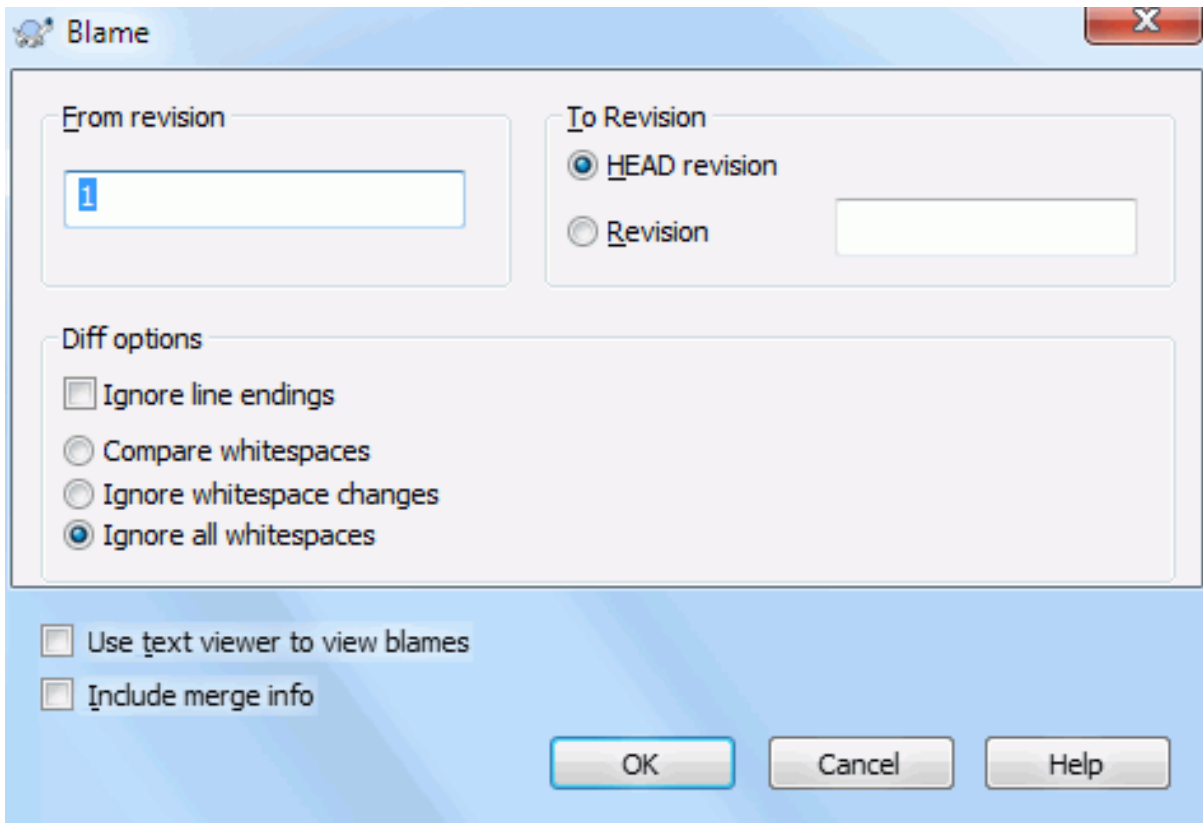 Blame
X
From revision
1
To Revision
HEAD revision
Revision
Diff options
Ignore line endings
Compare whitespaces
Ignore whitespace changes
Ignore all whitespaces
Use text viewer to view blames
Include merge info
OK Cancel Help